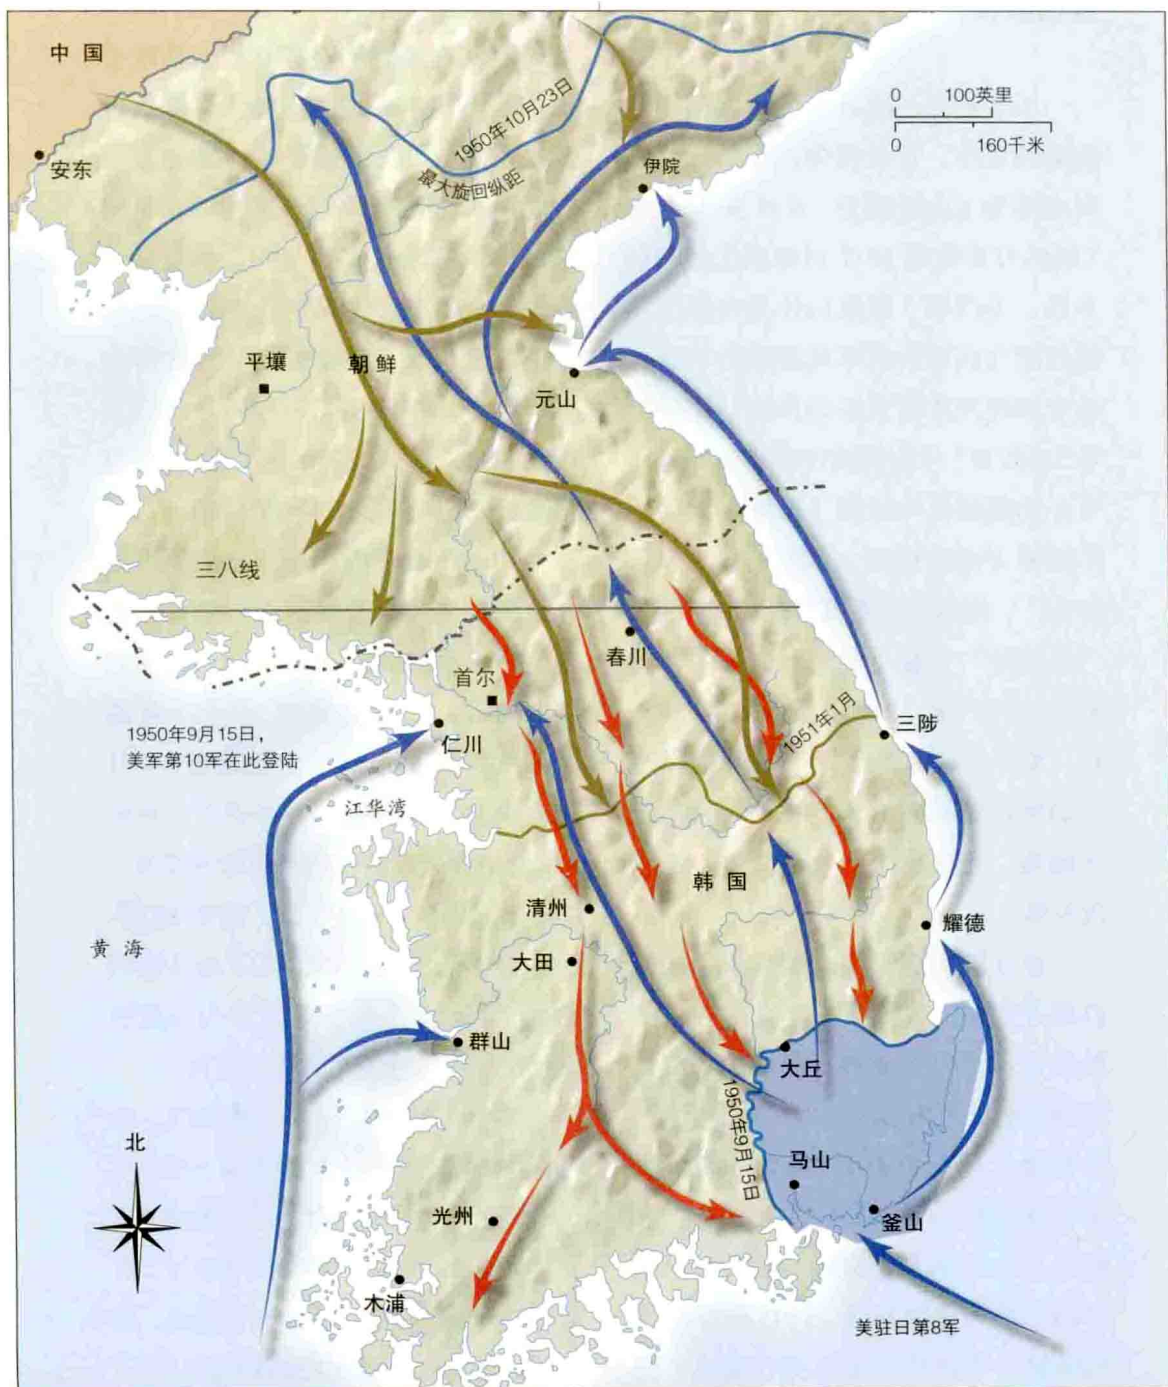 中国
安东
0 100英里
0 160千米
1950年10月23日
最大旋回纵距
伊院
平壤
朝鲜
元山
三八线
春川
首尔
1951年1月
三陟
仁川
1950年9月15日,
美军第10军在此登陆
江华湾
韩国
清州
耀德
黄海
大田
群山
大丘
1950年9月15日
北
马山
光州
釜山
木浦
美驻日第8军